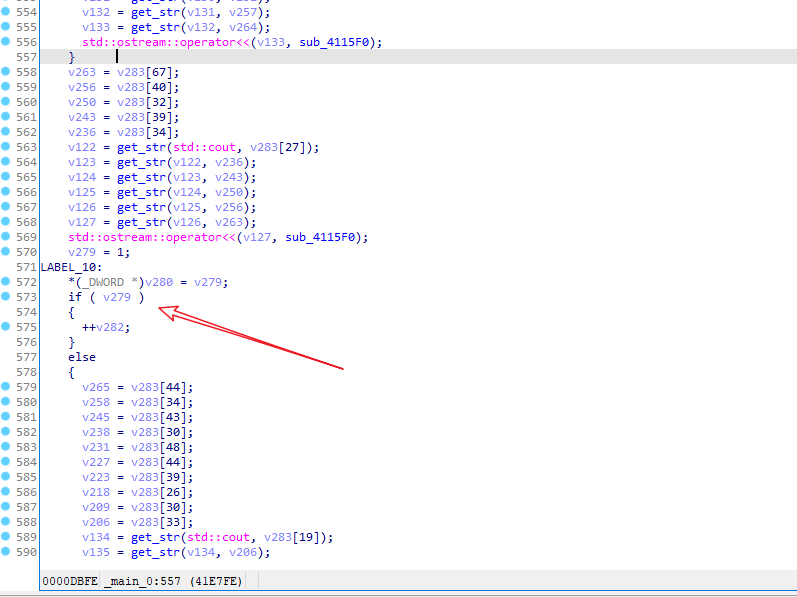 554 v132 = get_str(v131, v257);
555 v133 = get_str(v132, v264);
556 std::ostream::operator<<(v133, sub_4115F0);
557 }
558 v263 = v283[67];
559 v256 = v283[40];
560 v250 = v283[32];
561 v243 = v283[39];
562 v236 = v283[34];
563 v122 = get_str(std::cout, v283[27]);
564 v123 = get_str(v122, v236);
565 v124 = get_str(v123, v243);
566 v125 = get_str(v124, v250);
567 v126 = get_str(v125, v256);
568 v127 = get_str(v126, v263);
569 std::ostream::operator<<(v127, sub_4115F0);
570 v279 = 1;
571 LABEL_10:
572 *(_DWORD *)v280 = v279;
573 if ( v279 )
574 {
575 ++v282;
576 }
577 else
578 {
579 v265 = v283[44];
580 v258 = v283[34];
581 v245 = v283[43];
582 v238 = v283[30];
583 v231 = v283[48];
584 v227 = v283[44];
585 v223 = v283[39];
586 v218 = v283[26];
587 v209 = v283[30];
588 v206 = v283[33];
589 v134 = get_str(std::cout, v283[19]);
590 v135 = get_str(v134, v206);
0000DBFE _main_0:557 (41E7FE)